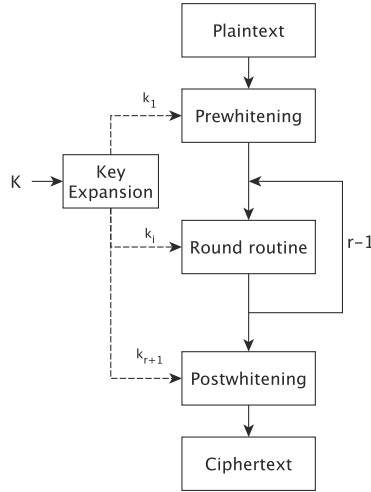 Plaintext
k1
Prewhitening
Key
Expansion
K
ki
Round routine
r-1
kr+1
Postwhitening
Ciphertext